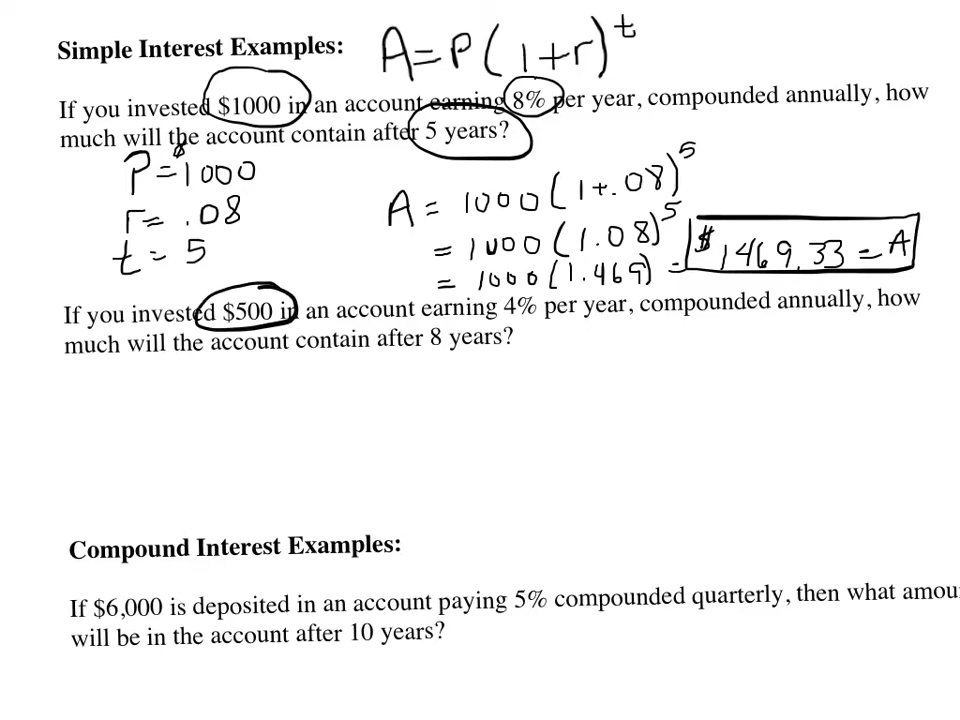 Simple Interest Examples: A=P(1+r)^t
If you invested $1000 in an account earning 8% per year, compounded annually, how
much will the account contain after 5 years?
P=$1000
r= .08
t= 5
A= 1000(1+.08)^5
= 1000(1.08)^5
= 1000(1.469) = $1469.33 = A
If you invested $500 in an account earning 4% per year, compounded annually, how
much will the account contain after 8 years?
Compound Interest Examples:
If $6,000 is deposited in an account paying 5% compounded quarterly, then what amou
will be in the account after 10 years?